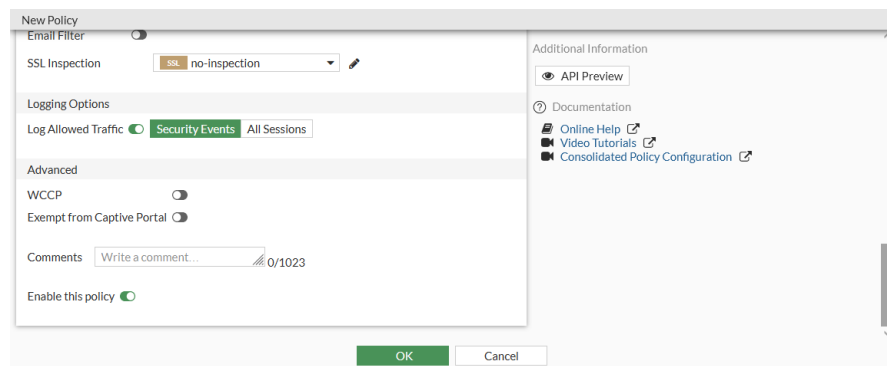 New Policy
Email Filter
SSL Inspection SSL no-inspection
Logging Options
Log Allowed Traffic Security Events All Sessions
Advanced
WCCP
Exempt from Captive Portal
Comments Write a comment... 0/1023
Enable this policy
Additional Information
API Preview
? Documentation
Online Help
Video Tutorials
Consolidated Policy Configuration
OK Cancel